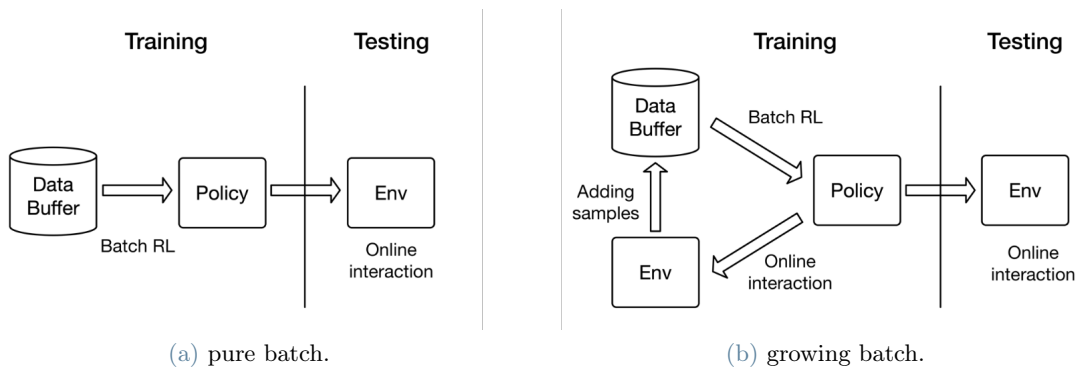 Training
Testing
Data
Buffer
Batch RL
Policy
Env
Online
interaction
(a) pure batch.
Training
Testing
Data
Buffer
Batch RL
Adding
samples
Policy
Env
Online
interaction
Env
Online
interaction
(b) growing batch.